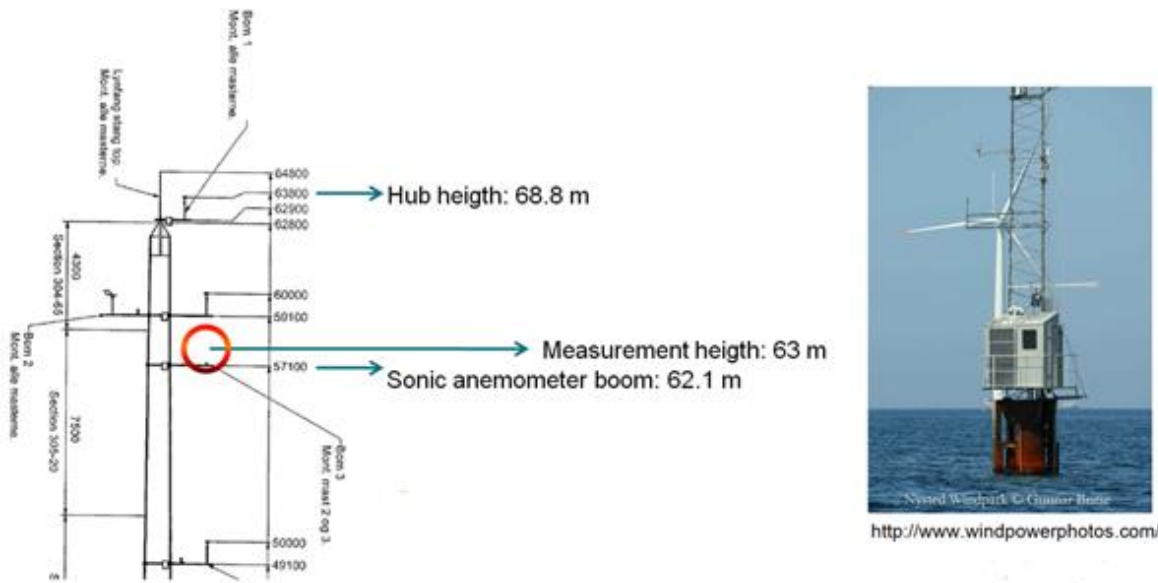 Bom 1
Mont. alle masterne.
Lynfang stang top.
Mont. alle masterne.
64800
63800
62900
62800
Hub heigth: 68.8 m
4300
Section 304-65
60000
59100
Bom 2
Mont. alle masterne.
Measurement heigth: 63 m
57100
Sonic anemometer boom: 62.1 m
7500
Section 305-20
Bom 3
Mont. mast 2 og 3.
50000
49100
Nysted Windpark ©
http://www.windpowerphotos.com/